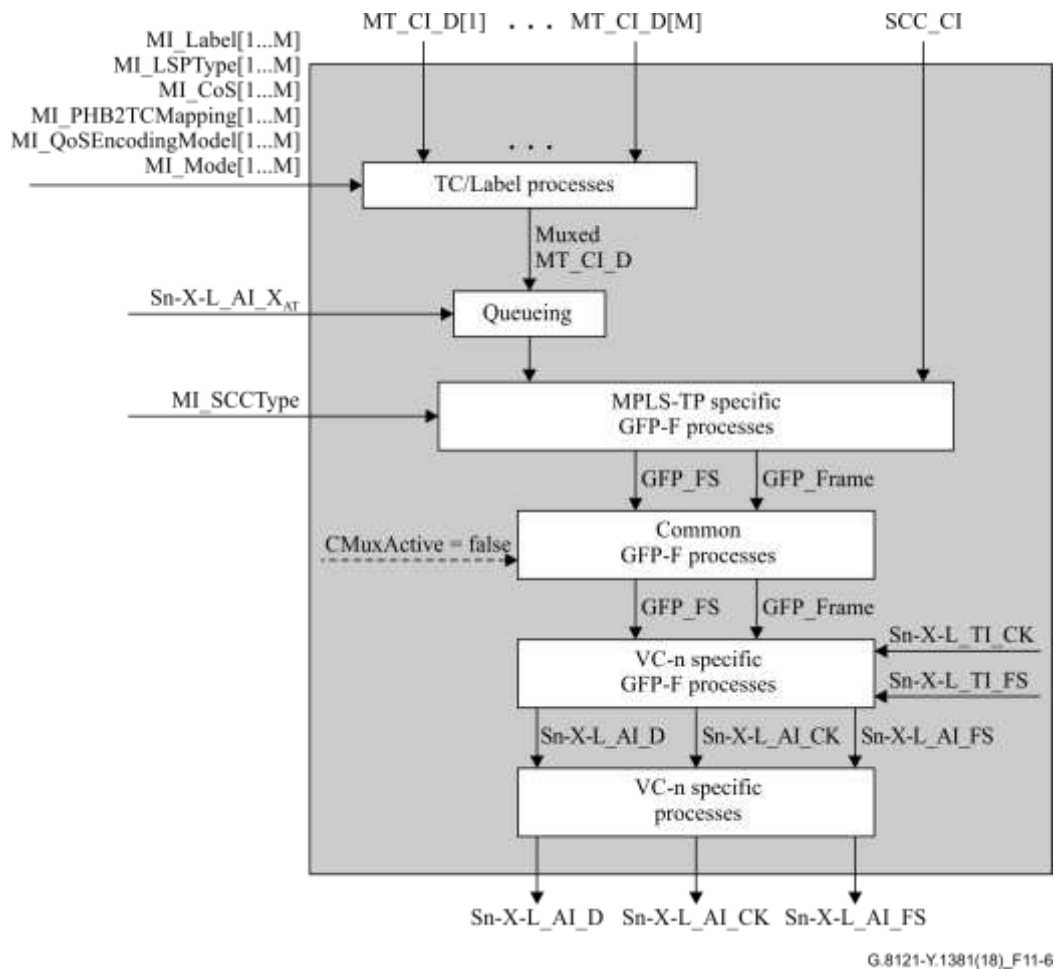 MT_CI_D[1] . . . MT_CI_D[M] SCC_CI
MI_Label[1...M]
MI_LSPType[1...M]
MI_CoS[1...M]
MI_PHB2TCMapping[1...M]
MI_QoSEncodingModel[1...M]
MI_Mode[1...M]
. . .
TC/Label processes
Muxed
MT_CI_D
Sn-X-L_AI_X_AT
Queueing
MI_SCCType
MPLS-TP specific
GFP-F processes
GFP_FS GFP_Frame
CMuxActive = false
Common
GFP-F processes
GFP_FS GFP_Frame
Sn-X-L_TI_CK
VC-n specific
GFP-F processes
Sn-X-L_TI_FS
Sn-X-L_AI_D Sn-X-L_AI_CK Sn-X-L_AI_FS
VC-n specific
processes
Sn-X-L_AI_D Sn-X-L_AI_CK Sn-X-L_AI_FS
G.8121-Y.1381(18)_F11-6